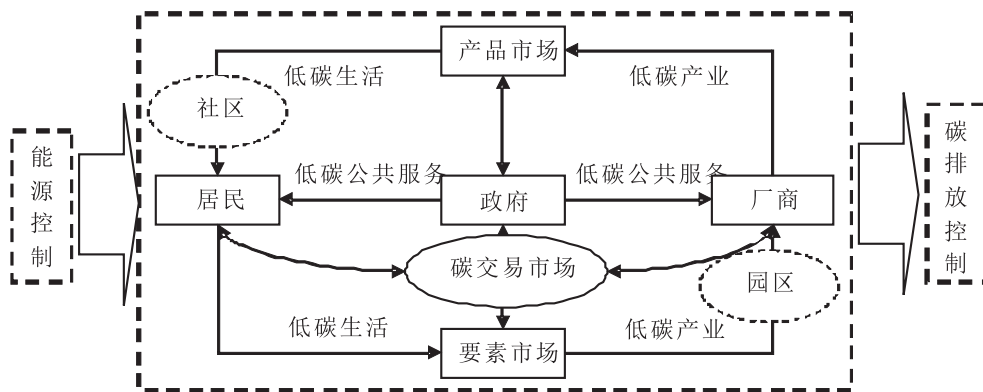 产品市场
低碳生活
低碳产业
社区
能源控制
碳排放控制
低碳公共服务
低碳公共服务
居民
政府
厂商
碳交易市场
园区
低碳生活
低碳产业
要素市场